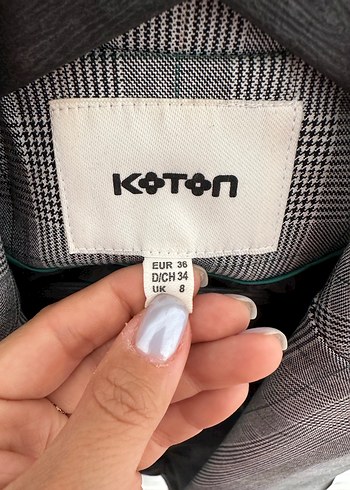 KOTON
EUR 36
D/CH 34
UK 8